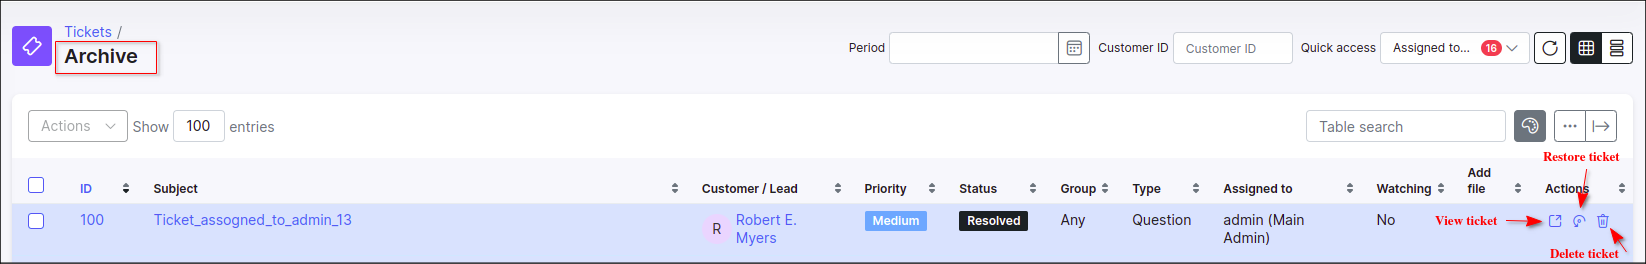 Tickets /
Archive
Period
Customer ID Customer ID
Quick access Assigned to... 16
Actions Show 100 entries
Table search
Restore ticket
ID Subject Customer / Lead Priority Status Group Type Assigned to Watching Add file Actions
100 Ticket_assogned_to_admin_13 R Robert E. Myers Medium Resolved Any Question admin (Main Admin) No
View ticket
Delete ticket